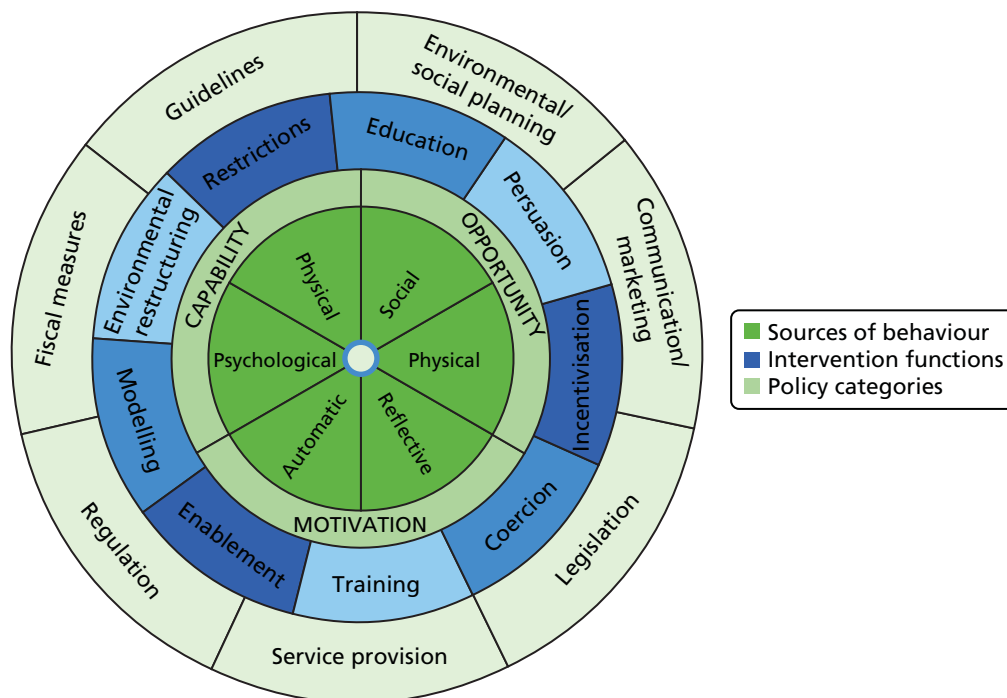 Guidelines
Environmental/
social planning
Communication/
marketing
Legislation
Service provision
Regulation
Fiscal measures
Restrictions
Education
Persuasion
Incentivisation
Coercion
Training
Enablement
Modelling
Environmental
restructuring
CAPABILITY
OPPORTUNITY
MOTIVATION
Physical
Social
Physical
Reflective
Automatic
Psychological
Sources of behaviour
Intervention functions
Policy categories